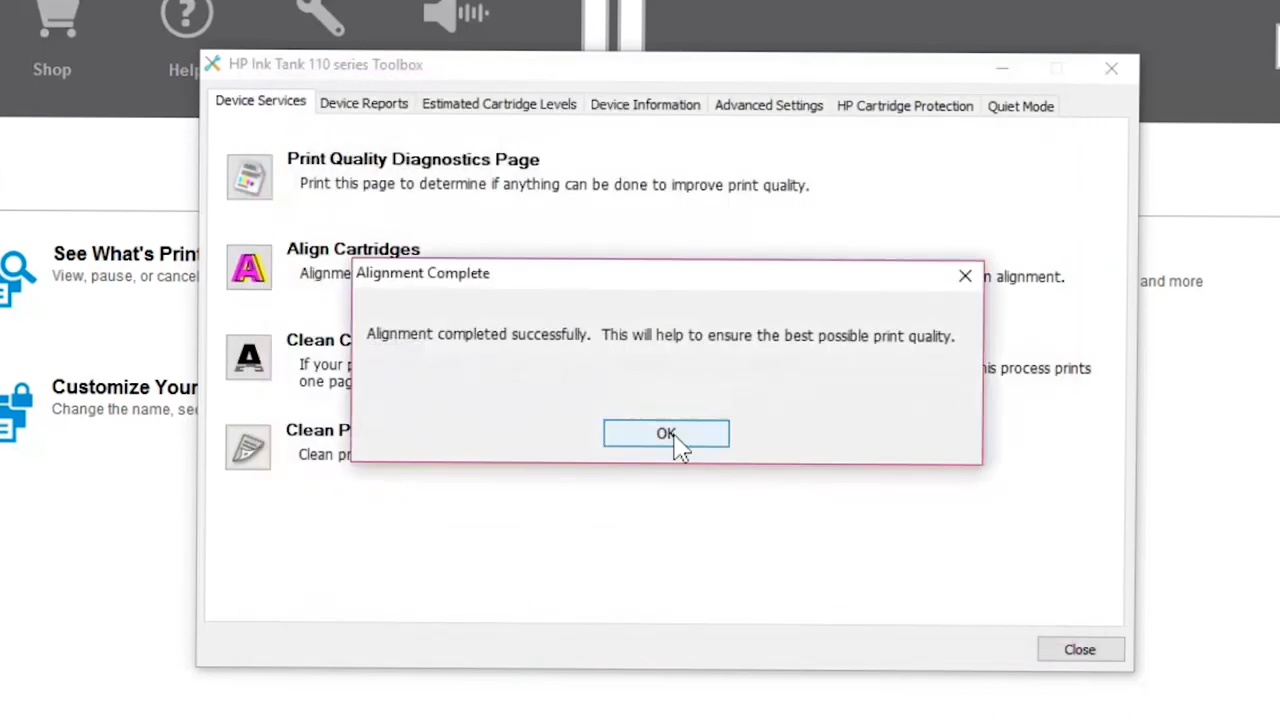 Shop
Help
HP Ink Tank 110 series Toolbox
Device Services Device Reports Estimated Cartridge Levels Device Information Advanced Settings HP Cartridge Protection Quiet Mode
Print Quality Diagnostics Page
Print this page to determine if anything can be done to improve print quality.
See What's Print
View, pause, or cancel
Align Cartridges
Alignme
n alignment.
and more
Alignment Complete
Alignment completed successfully. This will help to ensure the best possible print quality.
OK
Clean C
If your p
his process prints
one pag
Customize Your
Change the name, sec
Clean P
Clean pr
Close